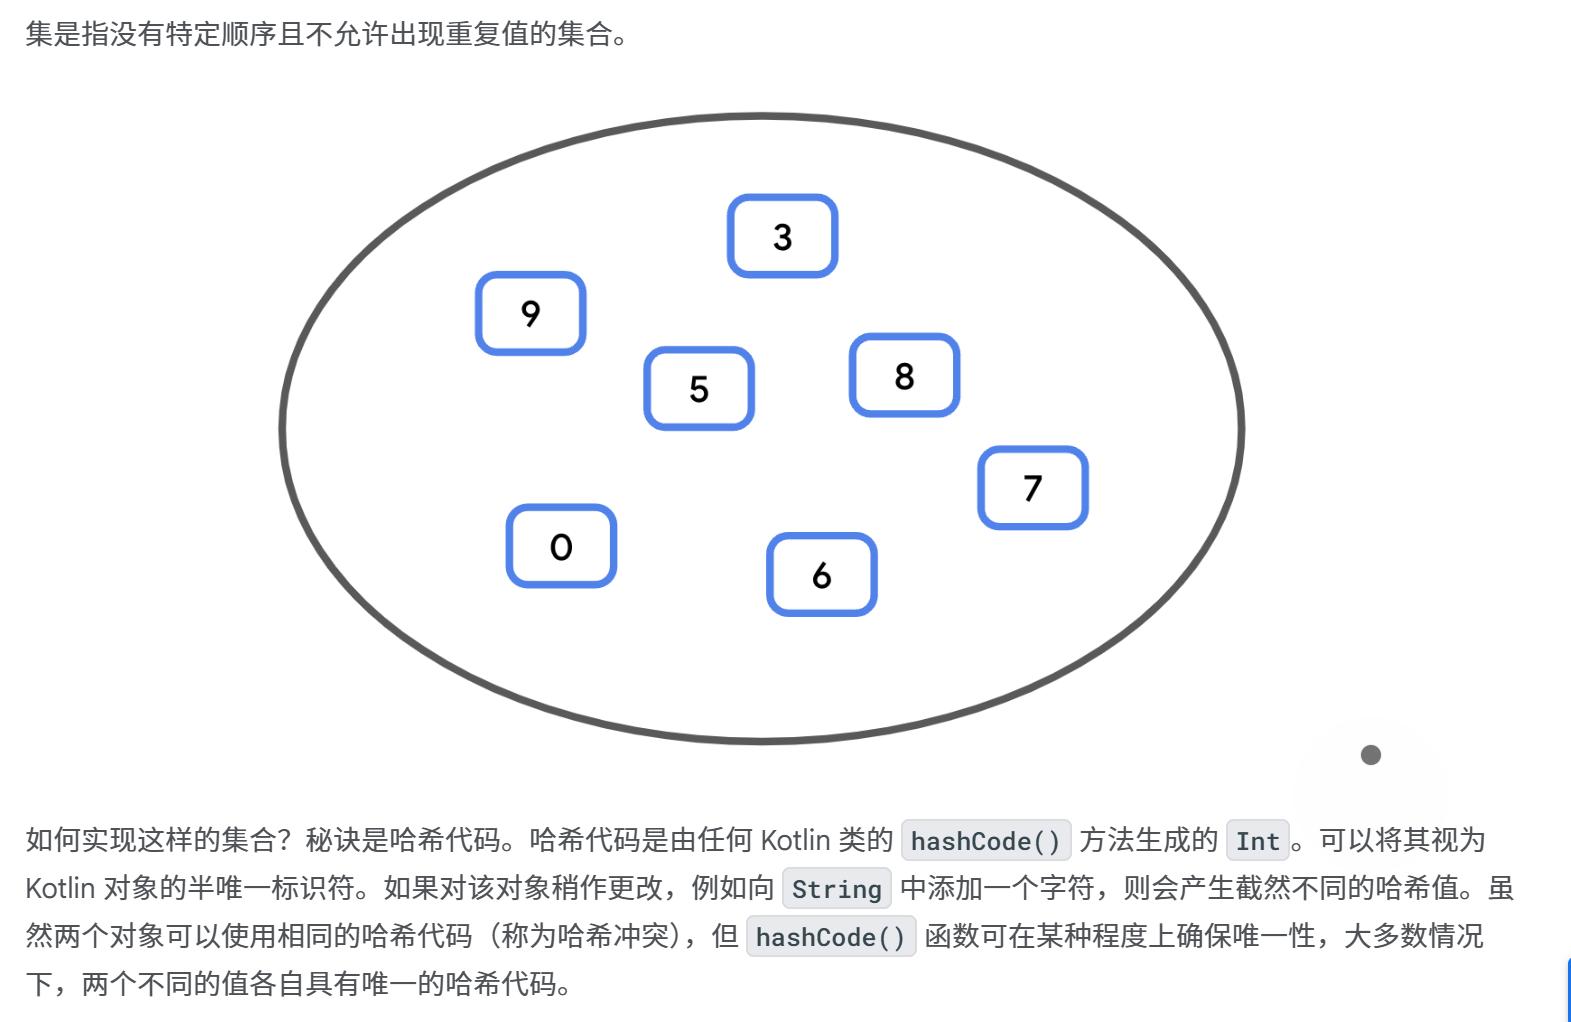 集是指没有特定顺序且不允许出现重复值的集合。
3
9
5
8
7
0
6
如何实现这样的集合？秘诀是哈希代码。哈希代码是由任何 Kotlin 类的 hashCode() 方法生成的 Int。可以将其视为
Kotlin 对象的半唯一标识符。如果对该对象稍作更改，例如向 String 中添加一个字符，则会产生截然不同的哈希值。虽
然两个对象可以使用相同的哈希代码（称为哈希冲突），但 hashCode() 函数可在某种程度上确保唯一性，大多数情况
下，两个不同的值各自具有唯一的哈希代码。